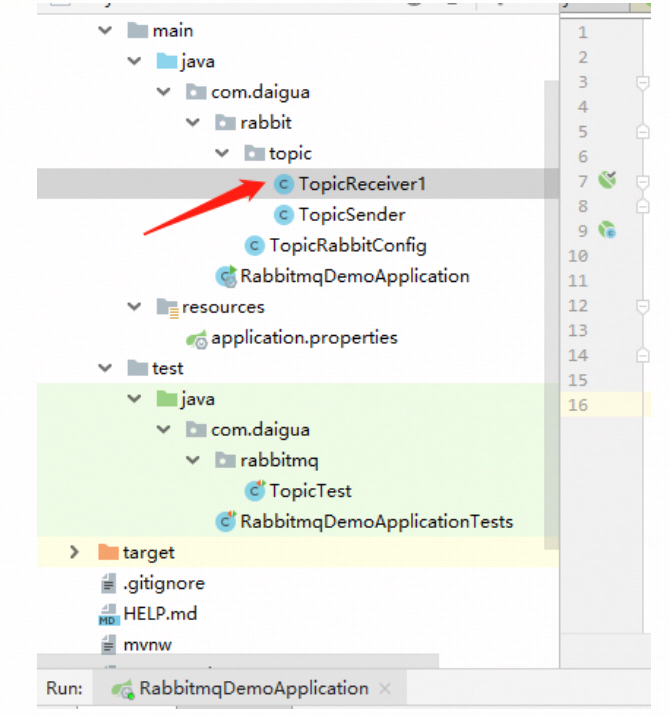 main
java
com.daigua
rabbit
topic
TopicReceiver1
TopicSender
TopicRabbitConfig
RabbitmqDemoApplication
resources
application.properties
test
java
com.daigua
rabbitmq
TopicTest
RabbitmqDemoApplicationTests
target
.gitignore
HELP.md
mvnw
1
2
3
4
5
6
7
8
9
10
11
12
13
14
15
16
Run: RabbitmqDemoApplication